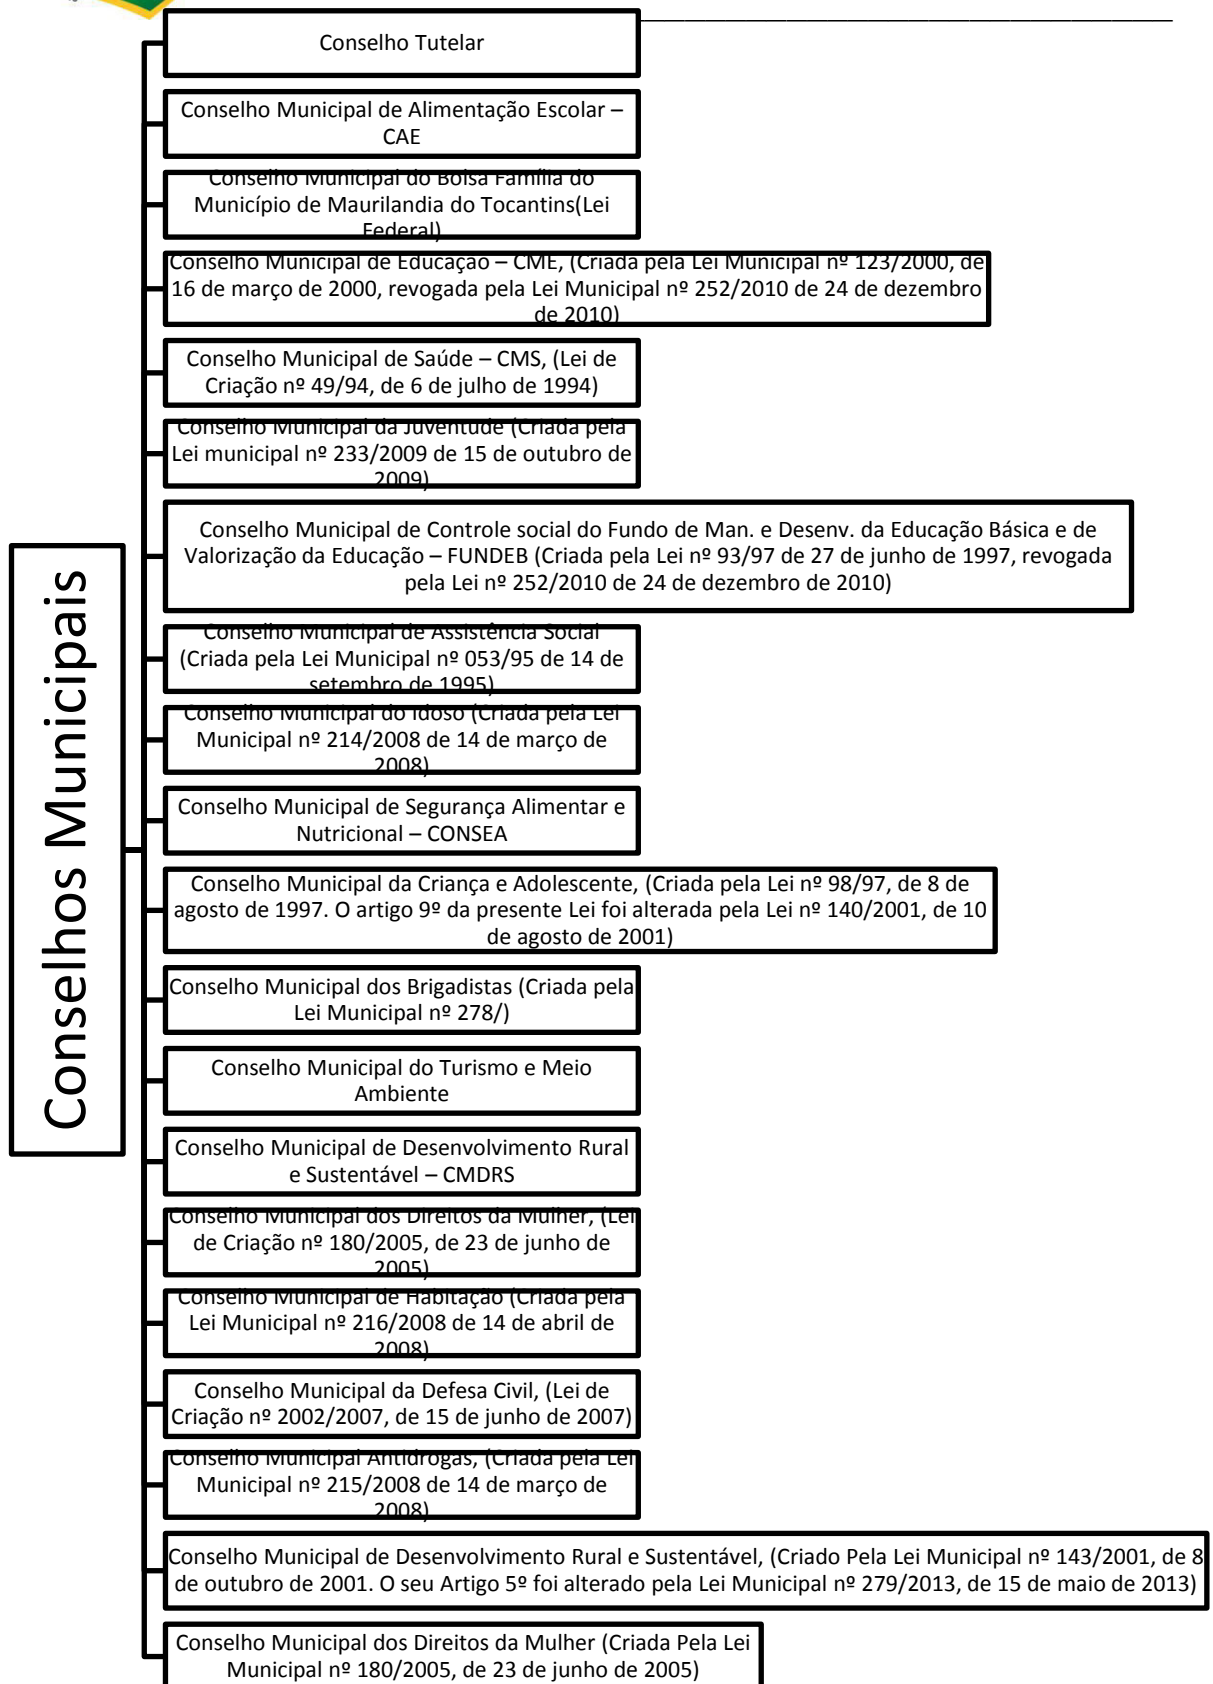 Conselhos Municipais
Conselho Tutelar
Conselho Municipal de Alimentação Escolar –
CAE
Conselho Municipal do Bolsa Família do
Município de Maurilandia do Tocantins(Lei
Federal)
Conselho Municipal de Educação – CME, (Criada pela Lei Municipal nº 123/2000, de
16 de março de 2000, revogada pela Lei Municipal nº 252/2010 de 24 de dezembro
de 2010)
Conselho Municipal de Saúde – CMS, (Lei de
Criação nº 49/94, de 6 de julho de 1994)
Conselho Municipal da Juventude (Criada pela
Lei municipal nº 233/2009 de 15 de outubro de
2009)
Conselho Municipal de Controle social do Fundo de Man. e Desenv. da Educação Básica e de
Valorização da Educação – FUNDEB (Criada pela Lei nº 93/97 de 27 de junho de 1997, revogada
pela Lei nº 252/2010 de 24 de dezembro de 2010)
Conselho Municipal de Assistência Social
(Criada pela Lei Municipal nº 053/95 de 14 de
setembro de 1995)
Conselho Municipal do Idoso (Criada pela Lei
Municipal nº 214/2008 de 14 de março de
2008)
Conselho Municipal de Segurança Alimentar e
Nutricional – CONSEA
Conselho Municipal da Criança e Adolescente, (Criada pela Lei nº 98/97, de 8 de
agosto de 1997. O artigo 9º da presente Lei foi alterada pela Lei nº 140/2001, de 10
de agosto de 2001)
Conselho Municipal dos Brigadistas (Criada pela
Lei Municipal nº 278/)
Conselho Municipal do Turismo e Meio
Ambiente
Conselho Municipal de Desenvolvimento Rural
e Sustentável – CMDRS
Conselho Municipal dos Direitos da Mulher, (Lei
de Criação nº 180/2005, de 23 de junho de
2005)
Conselho Municipal de Habitação (Criada pela
Lei Municipal nº 216/2008 de 14 de abril de
2008)
Conselho Municipal da Defesa Civil, (Lei de
Criação nº 2002/2007, de 15 de junho de 2007)
Conselho Municipal Antidrogas, (Criada pela Lei
Municipal nº 215/2008 de 14 de março de
2008)
Conselho Municipal de Desenvolvimento Rural e Sustentável, (Criado Pela Lei Municipal nº 143/2001, de 8
de outubro de 2001. O seu Artigo 5º foi alterado pela Lei Municipal nº 279/2013, de 15 de maio de 2013)
Conselho Municipal dos Direitos da Mulher (Criada Pela Lei
Municipal nº 180/2005, de 23 de junho de 2005)